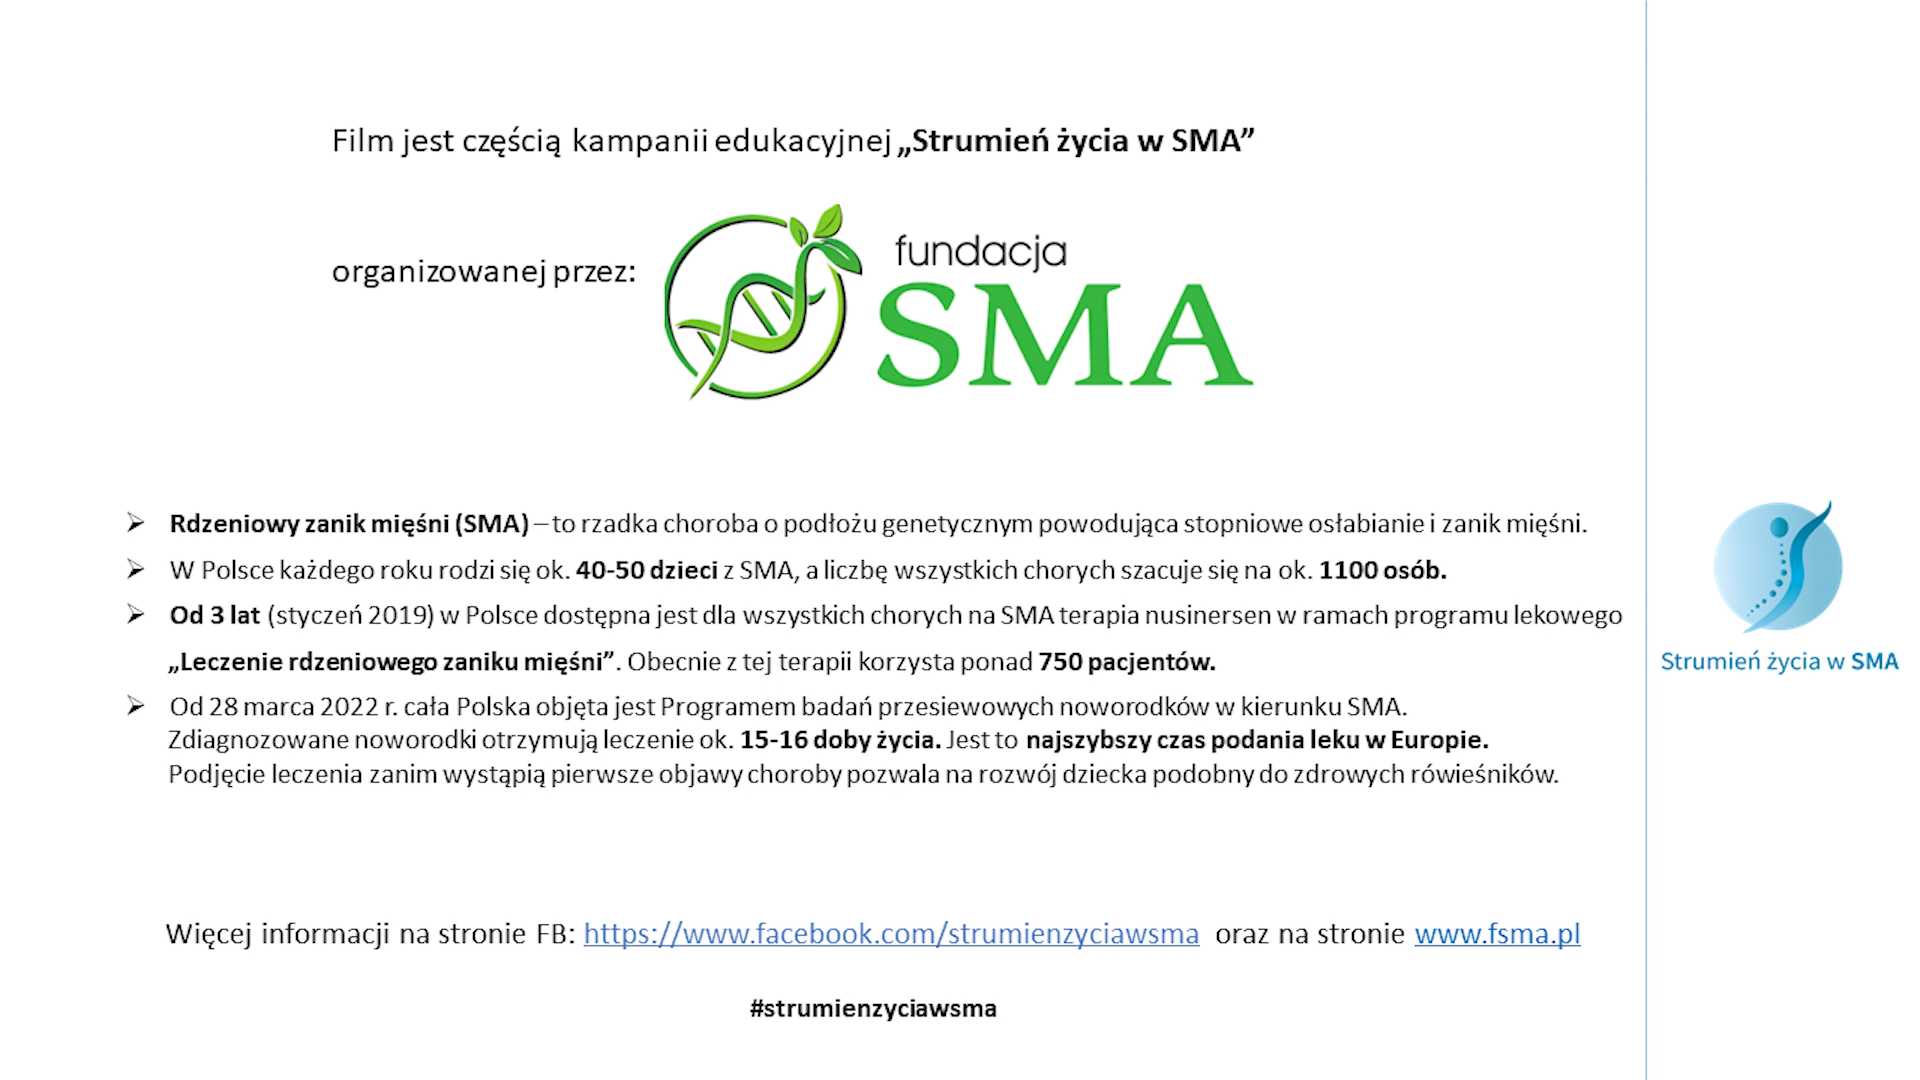 Film jest częścią kampanii edukacyjnej „Strumień życia w SMA”
organizowanej przez:
fundacja
SMA
➢ Rdzeniowy zanik mięśni (SMA) – to rzadka choroba o podłożu genetycznym powodująca stopniowe osłabianie i zanik mięśni.
➢ W Polsce każdego roku rodzi się ok. 40-50 dzieci z SMA, a liczbę wszystkich chorych szacuje się na ok. 1100 osób.
➢ Od 3 lat (styczeń 2019) w Polsce dostępna jest dla wszystkich chorych na SMA terapia nusinersen w ramach programu lekowego
„Leczenie rdzeniowego zaniku mięśni”. Obecnie z tej terapii korzysta ponad 750 pacjentów.
➢ Od 28 marca 2022 r. cała Polska objęta jest Programem badań przesiewowych noworodków w kierunku SMA.
Zdiagnozowane noworodki otrzymują leczenie ok. 15-16 doby życia. Jest to najszybszy czas podania leku w Europie.
Podjęcie leczenia zanim wystąpią pierwsze objawy choroby pozwala na rozwój dziecka podobny do zdrowych rówieśników.
Więcej informacji na stronie FB: https://www.facebook.com/strumienzyciawsma oraz na stronie www.fsma.pl
#strumienzyciawsma
Strumień życia w SMA